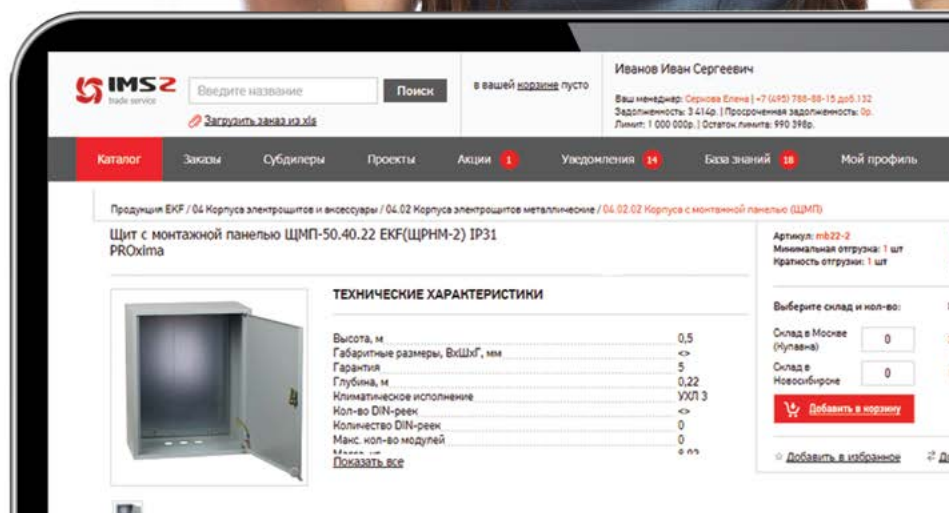 IMS2
trade service
Введите название
Поиск
Загрузить заказ из xls
в вашей корзине пусто
Иванов Иван Сергеевич
Ваш менеджер: Серкова Елена | +7 (495) 788-88-15 доб.132
Задолженность: 3 414р. | Просроченная задолженность: 0р.
Лимит: 1 000 000р. | Остаток лимита: 990 398р.
Каталог Заказы Субдилеры Проекты Акции 1 Уведомления 14 База знаний 18 Мой профиль
Продукция EKF / 04 Корпуса электрощитов и аксессуары / 04.02 Корпуса электрощитов металлические / 04.02.02 Корпуса с монтажной панелью (ЩМП)
Щит с монтажной панелью ЩМП-50.40.22 EKF(ЩРНМ-2) IP31
PROxima
Артикул: mb22-2
Минимальная отгрузка: 1 шт
Кратность отгрузки: 1 шт
ТЕХНИЧЕСКИЕ ХАРАКТЕРИСТИКИ
Высота, м 0,5
Габаритные размеры, ВхШхГ, мм <>
Гарантия 5
Глубина, м 0,22
Климатическое исполнение УХЛ 3
Кол-во DIN-реек <>
Количество DIN-реек 0
Макс. кол-во модулей 0
Показать все
Выберите склад и кол-во:
Склад в Москве
(Купавна) 0
Склад в
Новосибирске 0
Добавить в корзину
Добавить в избранное